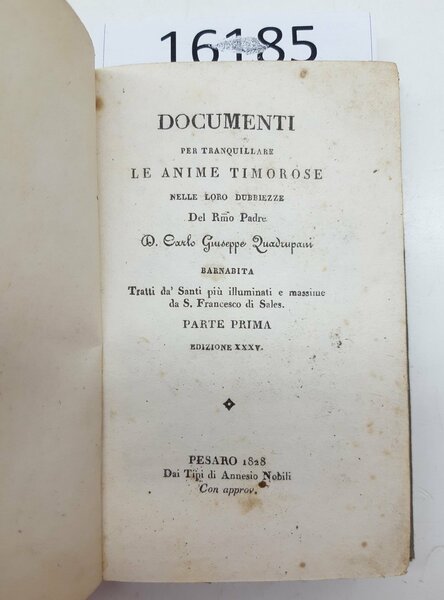 16185
DOCUMENTI
PER TRANQUILLARE
LE ANIME TIMOROSE
NELLE LORO DUBBIEZZE
Del Rmo Padre
D. Carlo Giuseppe Quadrupani
BARNABITA
Tratti da' Santi più illuminati e massime
da S. Francesco di Sales.
PARTE PRIMA
EDIZIONE XXXV.
PESARO 1828
Dai Tipi di Annesio Nobili
Con approv.